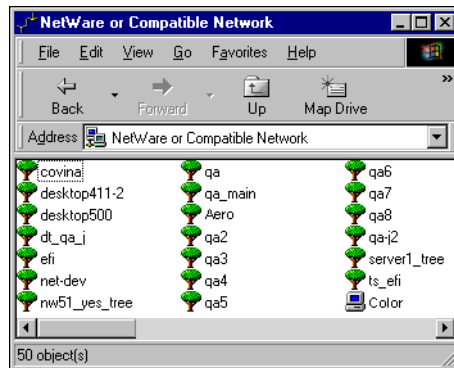 NetWare or Compatible Network
File Edit View Go Favorites Help
Back Forward Up Map Drive »
Address NetWare or Compatible Network
covina qa qa6
desktop411-2 qa_main qa7
desktop500 Aero qa8
dt_qa_j qa2 qa-j2
efi qa3 server1_tree
net-dev qa4 ts_efi
nw51_yes_tree qa5 Color
50 object(s)